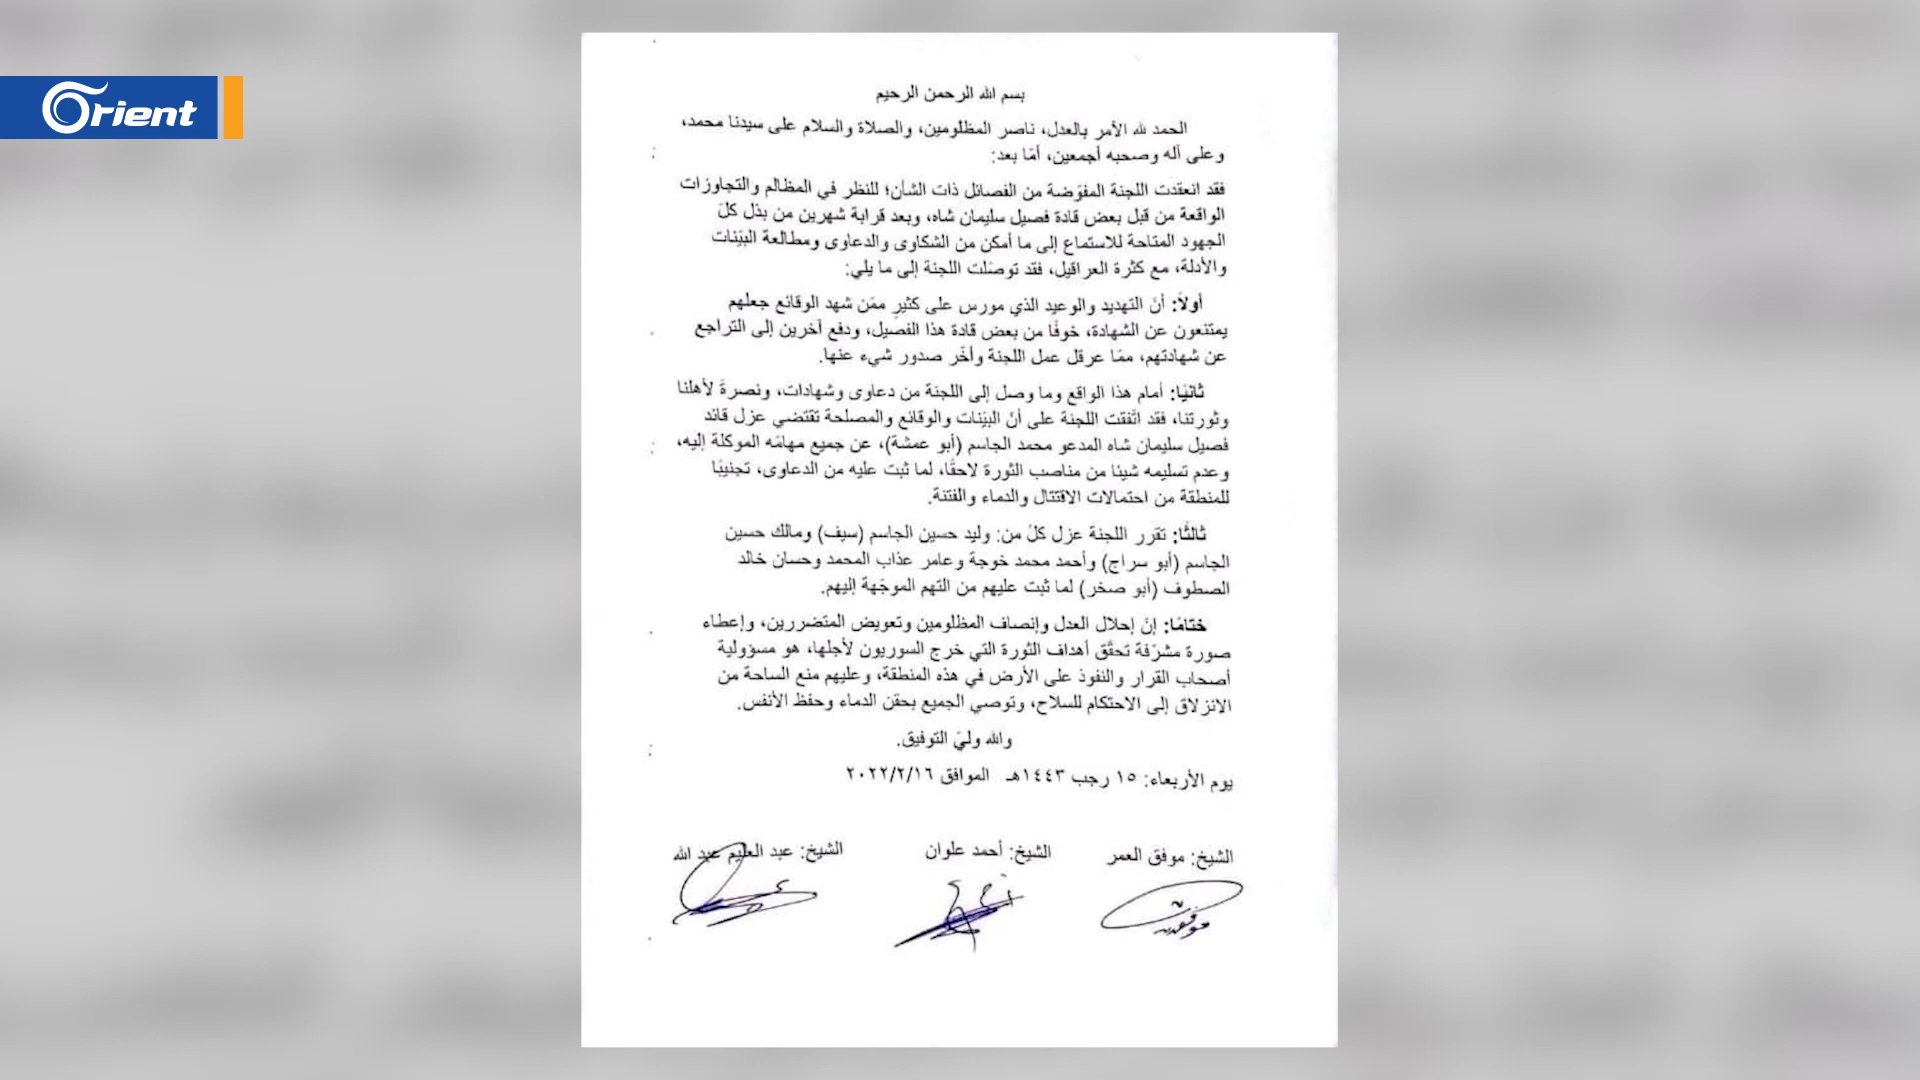 Orient
بسم الله الرحمن الرحيم
الحمد لله الآمر بالعدل، ناصر المظلومين، والصلاة والسلام على سيدنا محمد،
وعلى آله وصحبه أجمعين، أمّا بعد:
فقد انعقدت اللجنة المفوّضة من الفصائل ذات الشأن؛ للنظر في المظالم والتجاوزات
الواقعة من قبل بعض قادة فصيل سليمان شاه، وبعد قرابة شهرين من بذل كلّ
الجهود المتاحة للاستماع إلى ما أمكن من الشكاوى والدعاوى ومطالعة البيّنات
والأدلة، مع كثرة العراقيل، فقد توصّلت اللجنة إلى ما يلي:
أولًا: أنّ التهديد والوعيد الذي مورس على كثيرٍ ممّن شهد الوقائع جعلهم
يمتنعون عن الشهادة، خوفًا من بعض قادة هذا الفصيل، ودفع آخرين إلى التراجع
عن شهادتهم، ممّا عرقل عمل اللجنة وأخّر صدور شيء عنها.
ثانيًا: أمام هذا الواقع وما وصل إلى اللجنة من دعاوى وشهادات، ونصرةً لأهلنا
وثورتنا، فقد اتّفقت اللجنة على أنّ البيّنات والوقائع والمصلحة تقتضي عزل قائد
فصيل سليمان شاه المدعو محمد الجاسم (أبو عمشة)، عن جميع مهامّه الموكلة إليه،
وعدم تسليمه شيئا من مناصب الثورة لاحقًا، لما ثبت عليه من الدعاوى، تجنيبًا
للمنطقة من احتمالات الاقتتال والدماء والفتنة.
ثالثًا: تقرر اللجنة عزل كلّ من: وليد حسين الجاسم (سيف) ومالك حسين
الجاسم (أبو سراج) وأحمد محمد خوجة وعامر عذاب المحمد وحسان خالد
الصطوف (أبو صخر) لما ثبت عليهم من التهم الموجّهة إليهم.
ختامًا: إنّ إحلال العدل وإنصاف المظلومين وتعويض المتضررين، وإعطاء
صورة مشرّفة تحقّق أهداف الثورة التي خرج السوريون لأجلها، هو مسؤولية
أصحاب القرار والنفوذ على الأرض في هذه المنطقة، وعليهم منع الساحة من
الانزلاق إلى الاحتكام للسلاح، وتوصي الجميع بحقن الدماء وحفظ الأنفس.
والله وليّ التوفيق.
يوم الأربعاء: ١٥ رجب ١٤٤٣هـ الموافق ٢٠٢٢/٢/١٦
الشيخ: موفق العمر الشيخ: أحمد علوان الشيخ: عبد العليم عبد الله